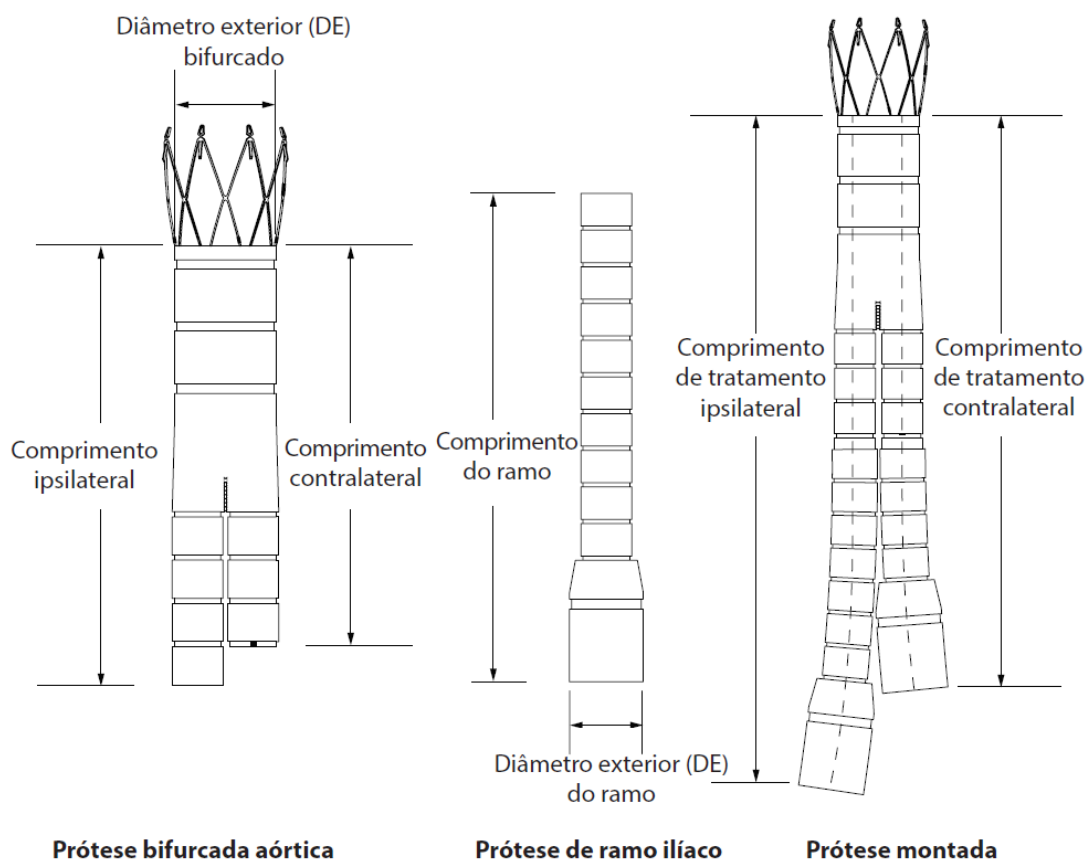 Diâmetro exterior (DE)
bifurcado
Comprimento
ipsilateral
Comprimento
contralateral
Comprimento
do ramo
Diâmetro exterior (DE)
do ramo
Comprimento
de tratamento
ipsilateral
Comprimento
de tratamento
contralateral
Prótese bifurcada aórtica
Prótese de ramo ilíaco
Prótese montada